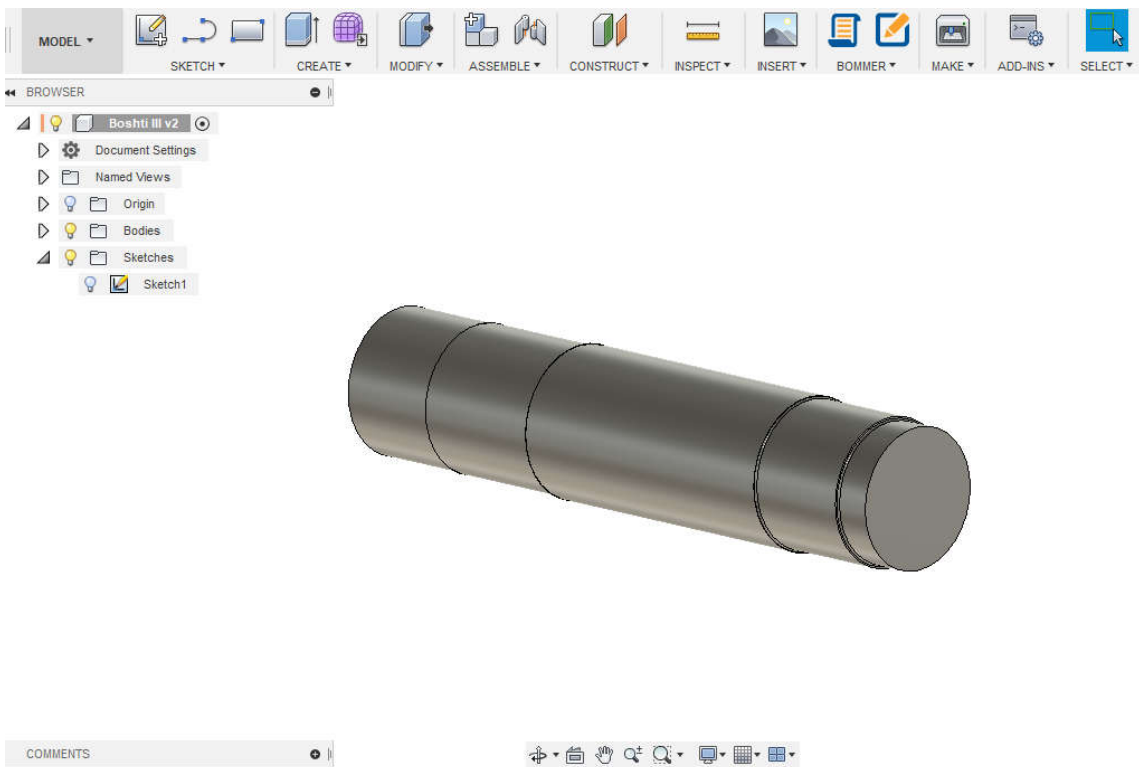 MODEL
SKETCH
CREATE
MODIFY
ASSEMBLE
CONSTRUCT
INSPECT
INSERT
BOMMER
MAKE
ADD-INS
SELECT
BROWSER
Boshti III v2
Document Settings
Named Views
Origin
Bodies
Sketches
Sketch1
COMMENTS